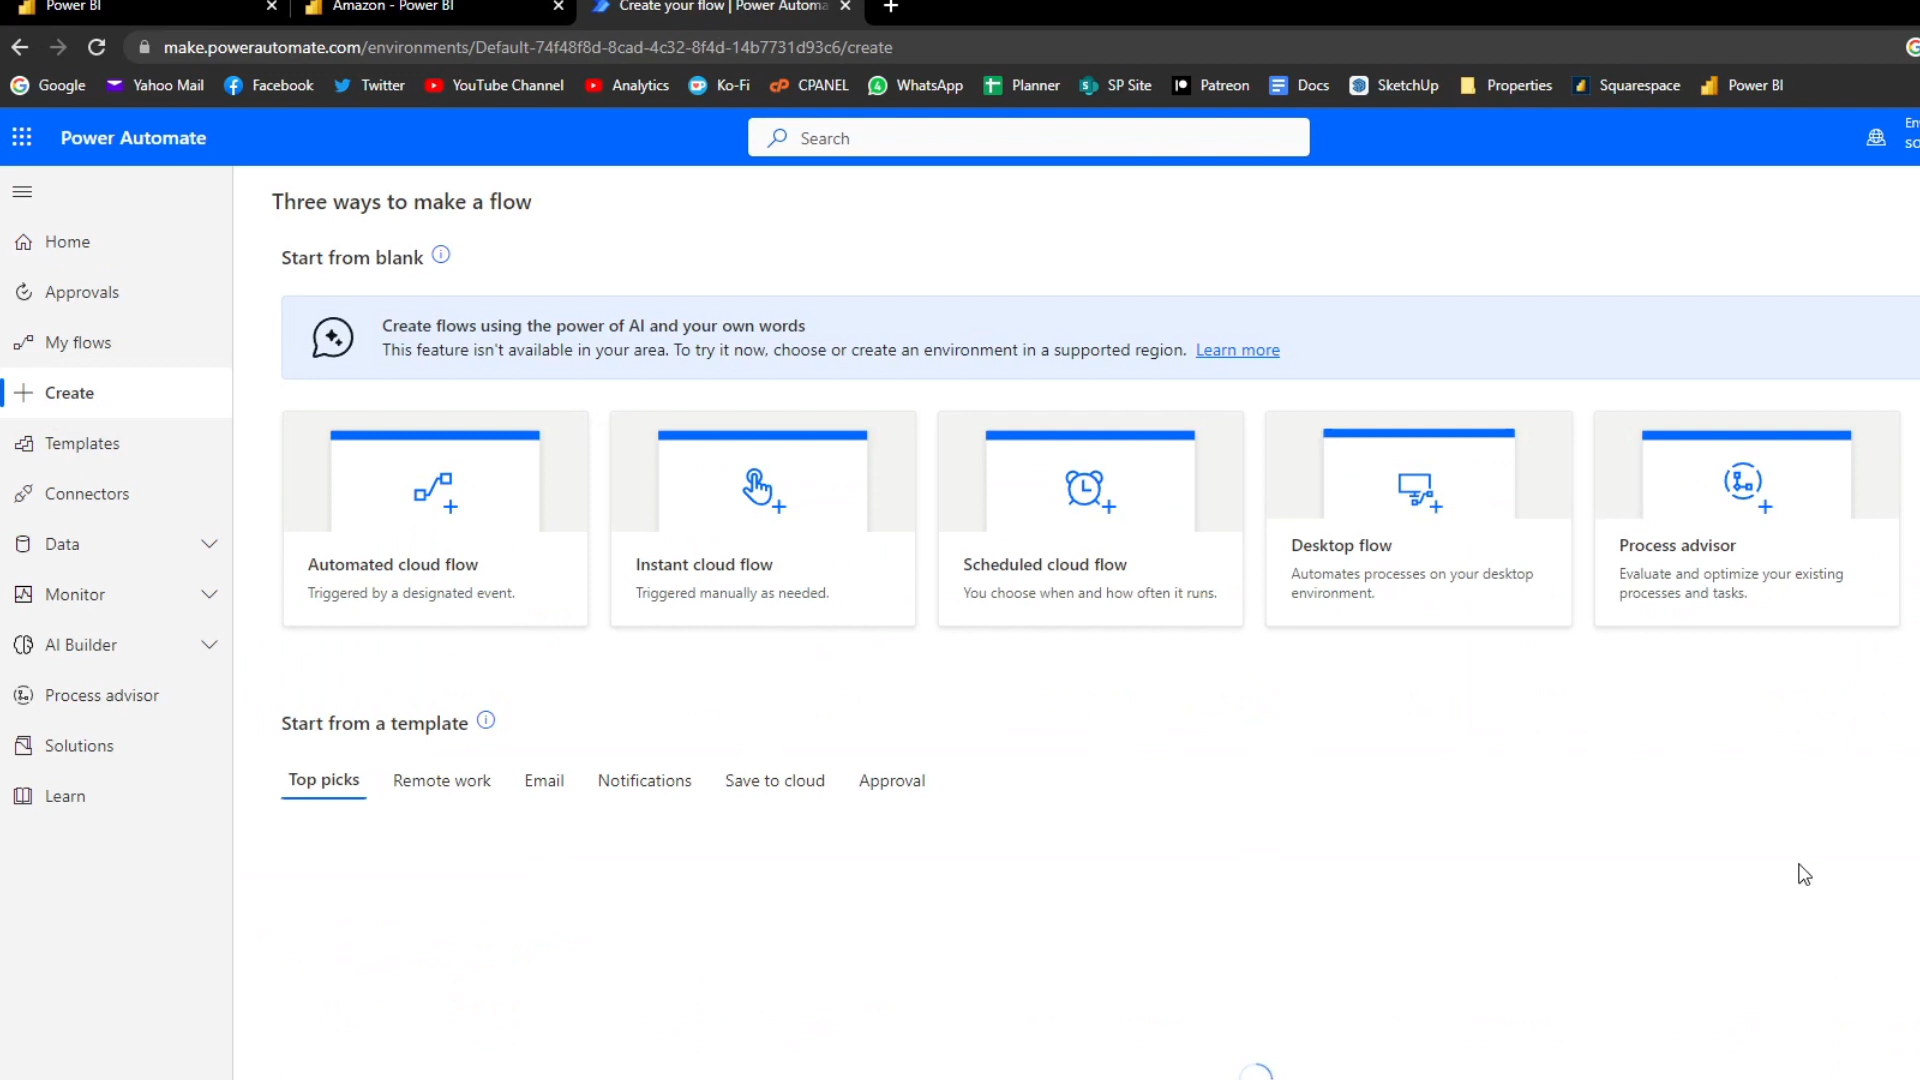 Power BI
Amazon - Power BI
Create your flow | Power Automa
make.powerautomate.com/environments/Default-74f48f8d-8cad-4c32-8f4d-14b7731d93c6/create
Google
Yahoo Mail
Facebook
Twitter
YouTube Channel
Analytics
Ko-Fi
CPANEL
WhatsApp
Planner
SP Site
Patreon
Docs
SketchUp
Properties
Squarespace
Power BI
Power Automate
Search
Home
Approvals
My flows
Create
Templates
Connectors
Data
Monitor
AI Builder
Process advisor
Solutions
Learn
Three ways to make a flow
Start from blank
Create flows using the power of AI and your own words
This feature isn't available in your area. To try it now, choose or create an environment in a supported region. Learn more
Automated cloud flow
Triggered by a designated event.
Instant cloud flow
Triggered manually as needed.
Scheduled cloud flow
You choose when and how often it runs.
Desktop flow
Automates processes on your desktop
environment.
Process advisor
Evaluate and optimize your existing
processes and tasks.
Start from a template
Top picks
Remote work
Email
Notifications
Save to cloud
Approval